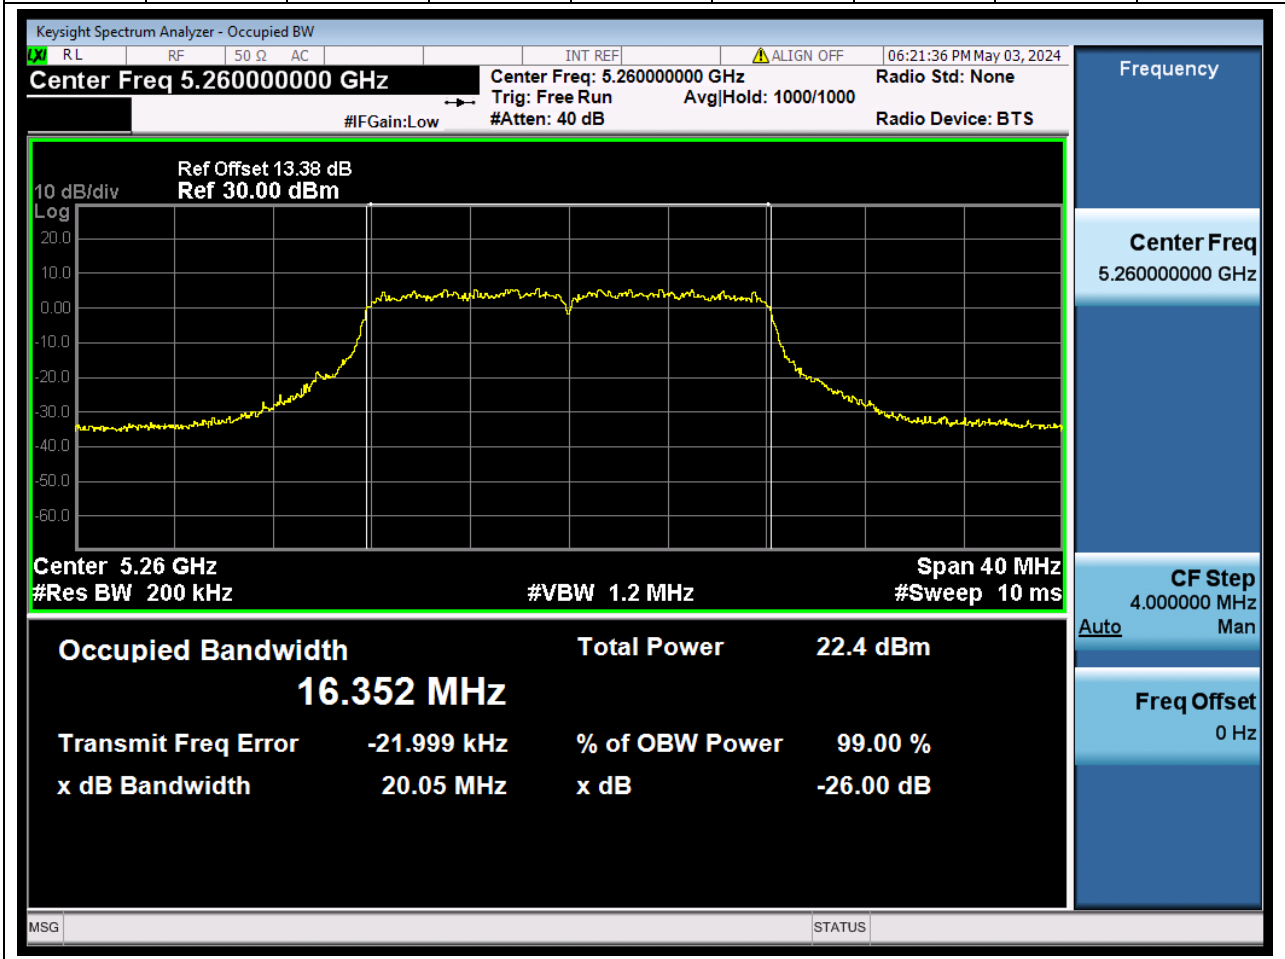 Keysight Spectrum Analyzer - Occupied BW
LXI RL RF 50 Ω AC INT REF ALIGN OFF 06:21:36 PM May 03, 2024
Center Freq 5.260000000 GHz
Center Freq: 5.260000000 GHz
Radio Std: None
Trig: Free Run Avg|Hold: 1000/1000
#IFGain:Low
#Atten: 40 dB
Radio Device: BTS
Frequency
Ref Offset 13.38 dB
10 dB/div Ref 30.00 dBm
Log
20.0
10.0
0.00
-10.0
-20.0
-30.0
-40.0
-50.0
-60.0
Center 5.26 GHz Span 40 MHz
#Res BW 200 kHz #VBW 1.2 MHz #Sweep 10 ms
Center Freq
5.260000000 GHz
CF Step
4.000000 MHz
Auto Man
Freq Offset
0 Hz
Occupied Bandwidth Total Power 22.4 dBm
16.352 MHz
Transmit Freq Error -21.999 kHz % of OBW Power 99.00 %
x dB Bandwidth 20.05 MHz x dB -26.00 dB
MSG STATUS